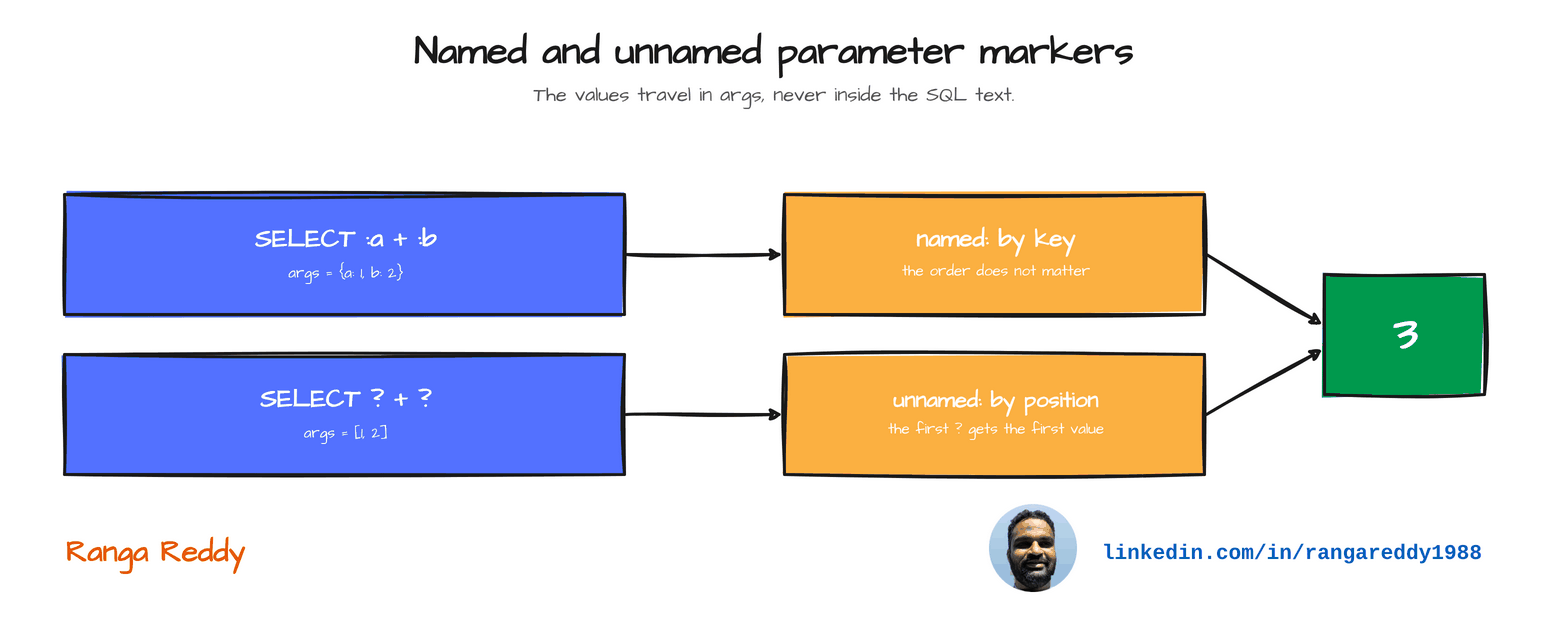 Named and unnamed parameter markers
The values travel in args, never inside the SQL text.
SELECT :a + :b
args = {a: 1, b: 2}
named: by key
the order does not matter
3
SELECT ? + ?
args = [1, 2]
unnamed: by position
the first ? gets the first value
Ranga Reddy
linkedin.com/in/rangareddy1988